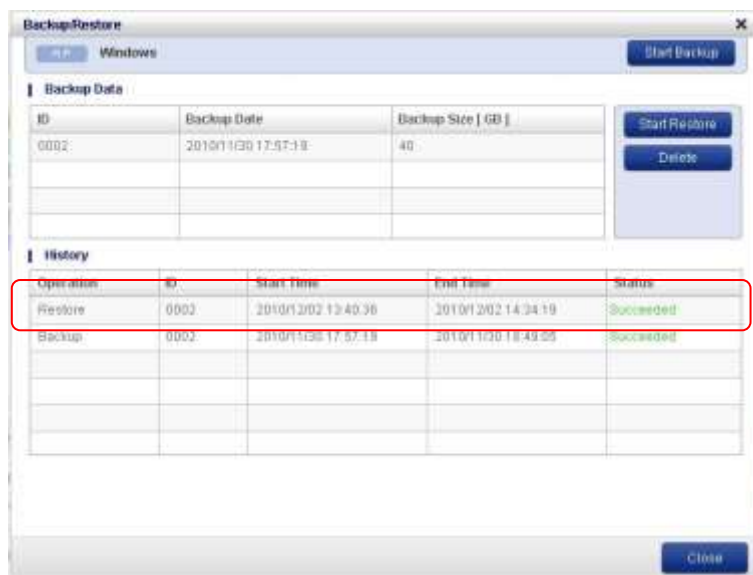 Backup/Restore
Windows
Start Backup
Backup Data
ID Backup Date Backup Size [ GB ]
Start Restore
0002 2010/11/30 17:57:19 40
Delete
History
Operation ID Start Time End Time Status
Restore 0002 2010/12/02 13:40:36 2010/12/02 14:34:19 Succeeded
Backup 0002 2010/11/30 17:57:19 2010/11/30 18:49:05 Succeeded
Close